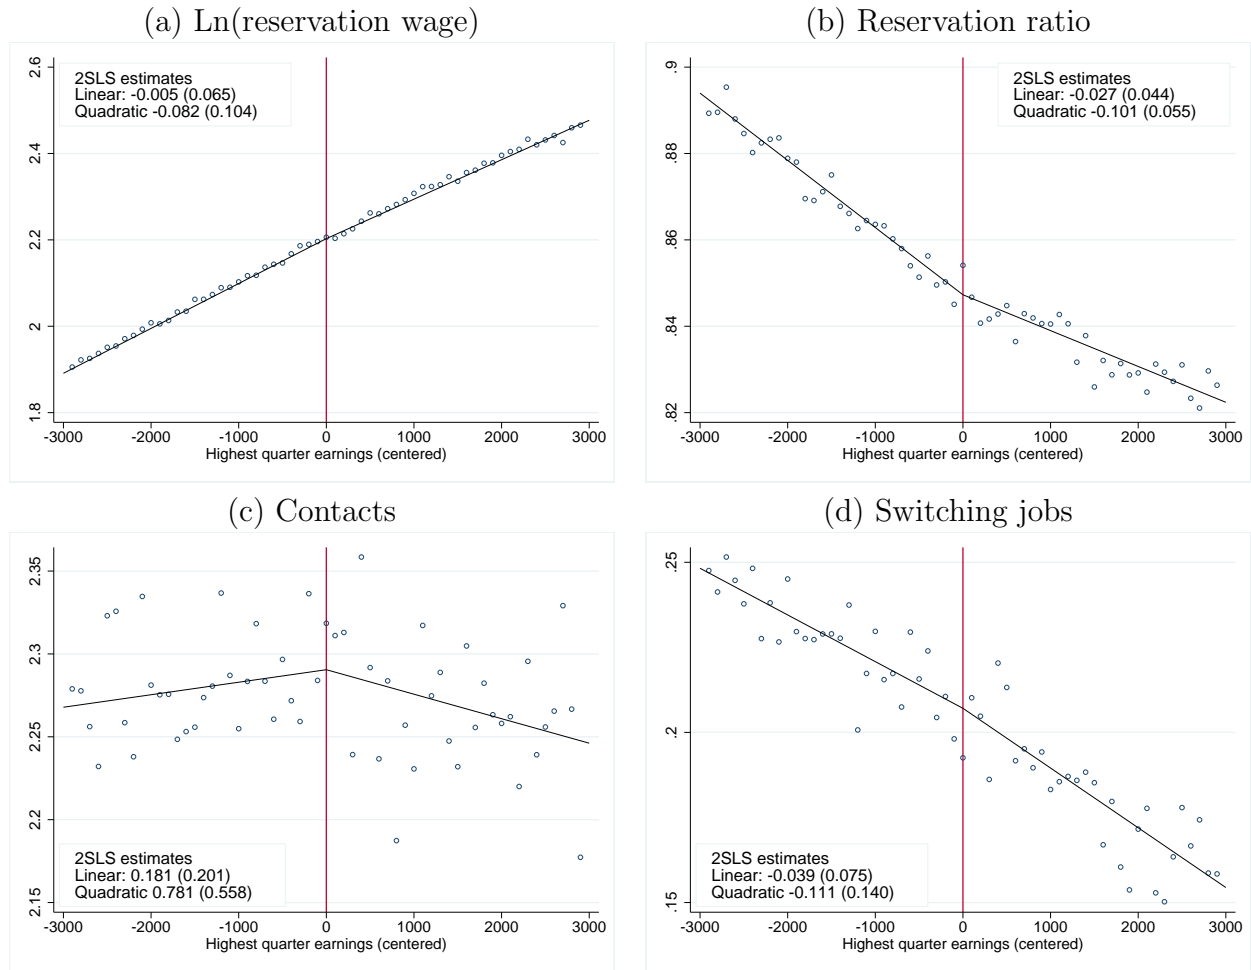 (a) Ln(reservation wage)
2SLS estimates
Linear: -0.005 (0.065)
Quadratic -0.082 (0.104)
2.6
2.4
2.2
2
1.8
-3000 -2000 -1000 0 1000 2000 3000
Highest quarter earnings (centered)
(b) Reservation ratio
2SLS estimates
Linear: -0.027 (0.044)
Quadratic -0.101 (0.055)
.9
.88
.86
.84
.82
-3000 -2000 -1000 0 1000 2000 3000
Highest quarter earnings (centered)
(c) Contacts
2.35
2.3
2.25
2.2
2.15
2SLS estimates
Linear: 0.181 (0.201)
Quadratic 0.781 (0.558)
-3000 -2000 -1000 0 1000 2000 3000
Highest quarter earnings (centered)
(d) Switching jobs
.25
.2
.15
2SLS estimates
Linear: -0.039 (0.075)
Quadratic -0.111 (0.140)
-3000 -2000 -1000 0 1000 2000 3000
Highest quarter earnings (centered)